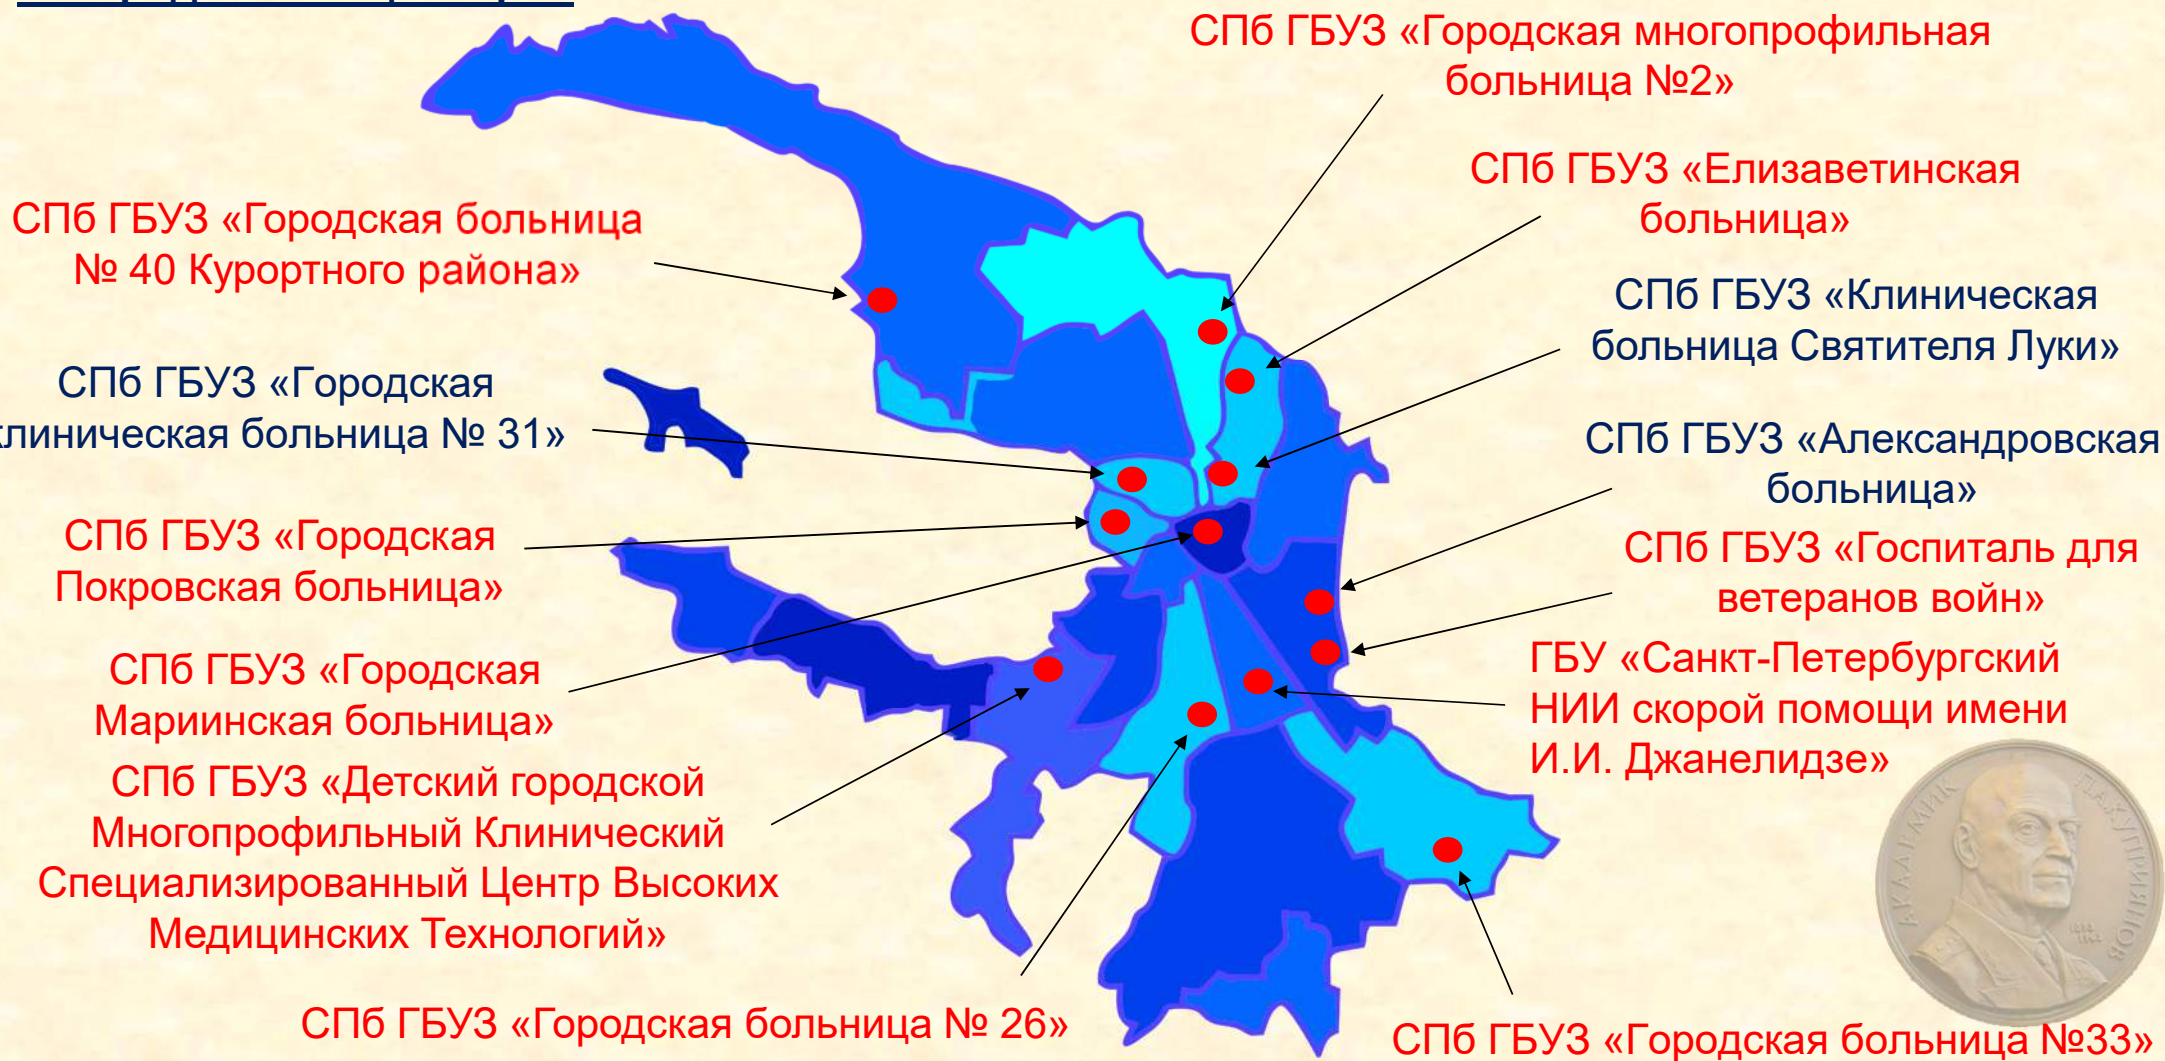 СПб ГБУЗ «Городская многопрофильная
больница №2»
СПб ГБУЗ «Елизаветинская
больница»
СПб ГБУЗ «Городская больница
№ 40 Курортного района»
СПб ГБУЗ «Клиническая
больница Святителя Луки»
СПб ГБУЗ «Городская
клиническая больница № 31»
СПб ГБУЗ «Александровская
больница»
СПб ГБУЗ «Городская
Покровская больница»
СПб ГБУЗ «Госпиталь для
ветеранов войн»
СПб ГБУЗ «Городская
Мариинская больница»
ГБУ «Санкт-Петербургский
НИИ скорой помощи имени
И.И. Джанелидзе»
СПб ГБУЗ «Детский городской
Многопрофильный Клинический
Специализированный Центр Высоких
Медицинских Технологий»
АКАДЕМИК
П.А.КУПРИЯНОВ
СПб ГБУЗ «Городская больница № 26»
СПб ГБУЗ «Городская больница №33»